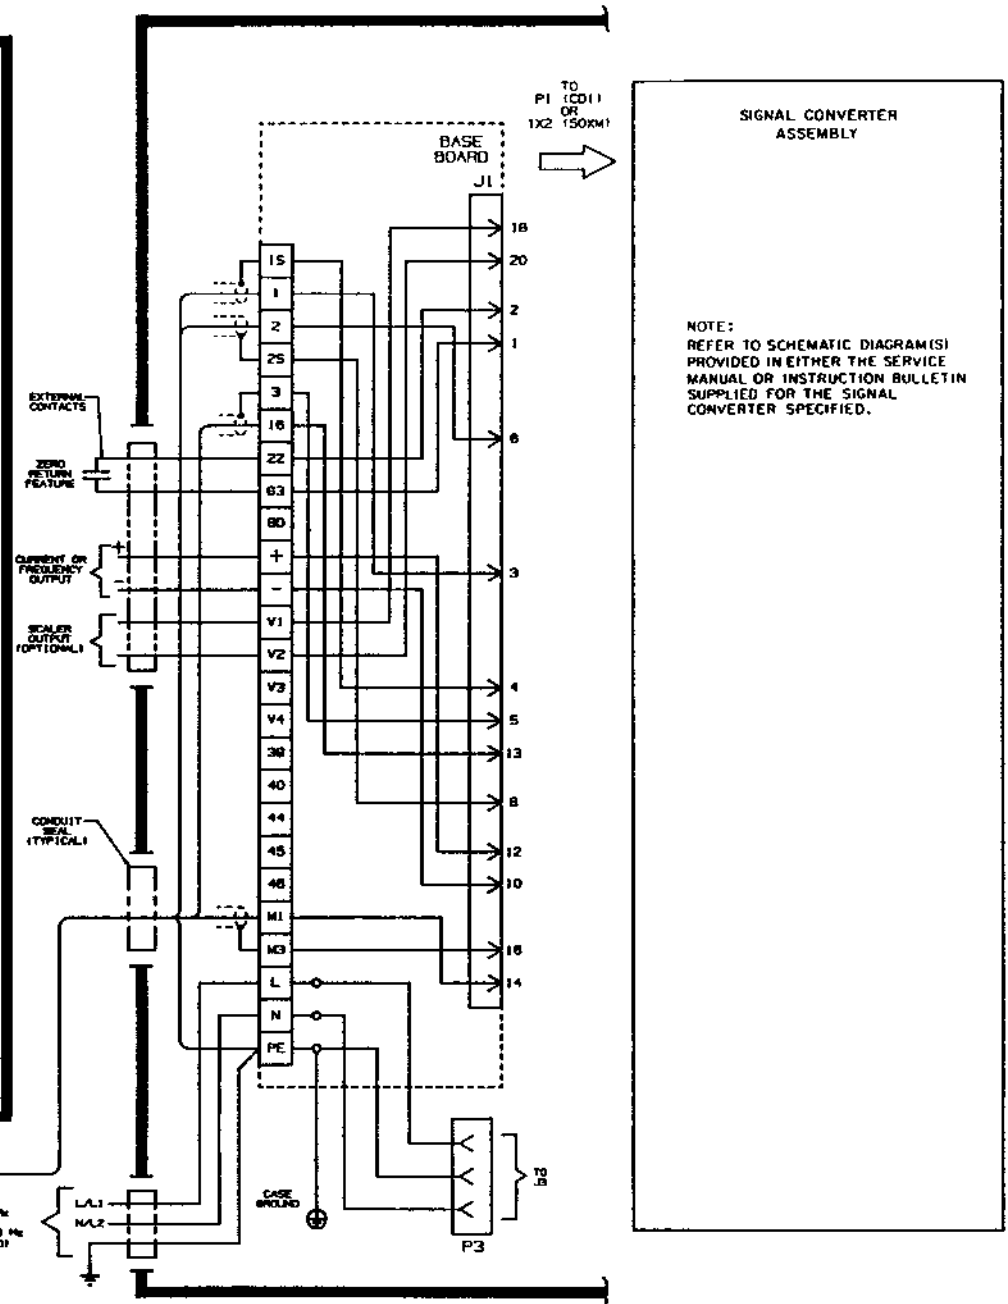 TO
P1 (CD1)
OR
1X2 (50XM)
BASE
BOARD
J1
SIGNAL CONVERTER
ASSEMBLY
NOTE:
REFER TO SCHEMATIC DIAGRAM(S)
PROVIDED IN EITHER THE SERVICE
MANUAL OR INSTRUCTION BULLETIN
SUPPLIED FOR THE SIGNAL
CONVERTER SPECIFIED.
18
20
2
1
6
3
4
5
13
8
12
10
16
14
1S
1
2
2S
3
16
22
G3
8D
+
-
V1
V2
V3
V4
39
40
44
45
46
M1
M3
L
N
PE
EXTERNAL
CONTACTS
ZERO
RETURN
FEATURE
+
CURRENT OR
FREQUENCY
OUTPUT
-
SCALER
OUTPUT
(OPTIONAL)
CONDUIT
SEAL
(TYPICAL)
L/L1
N/L2
CASE
GROUND
TO
J3
P3